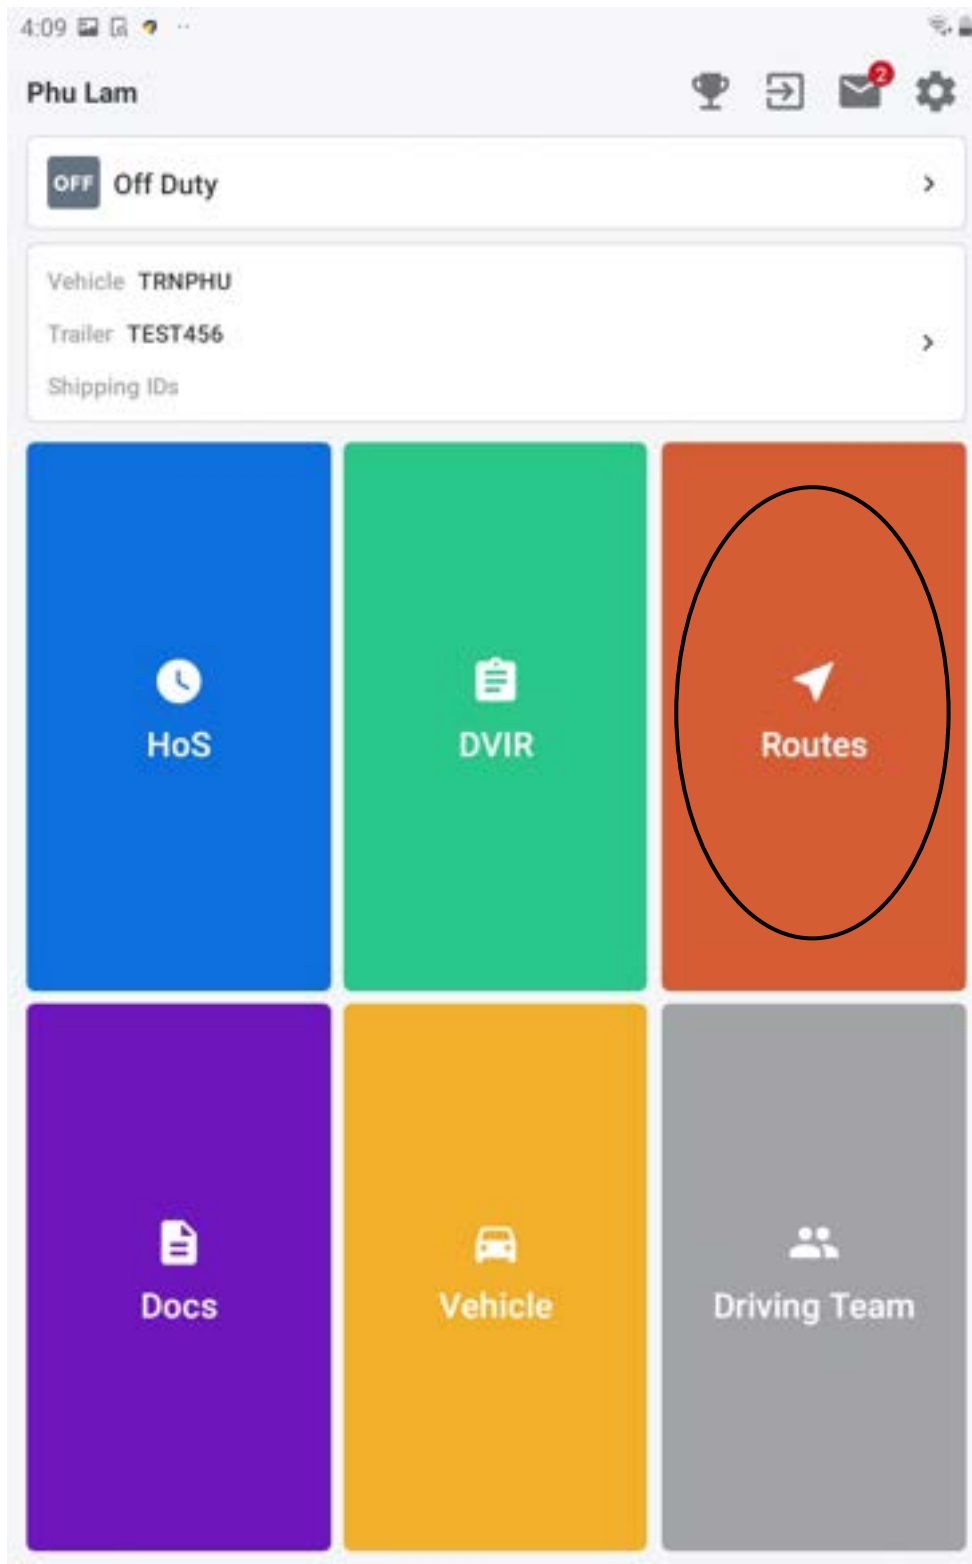 4:09
Phu Lam
2
OFF Off Duty
Vehicle TRNPHU
Trailer TEST456
Shipping IDs
HoS
DVIR
Routes
Docs
Vehicle
Driving Team